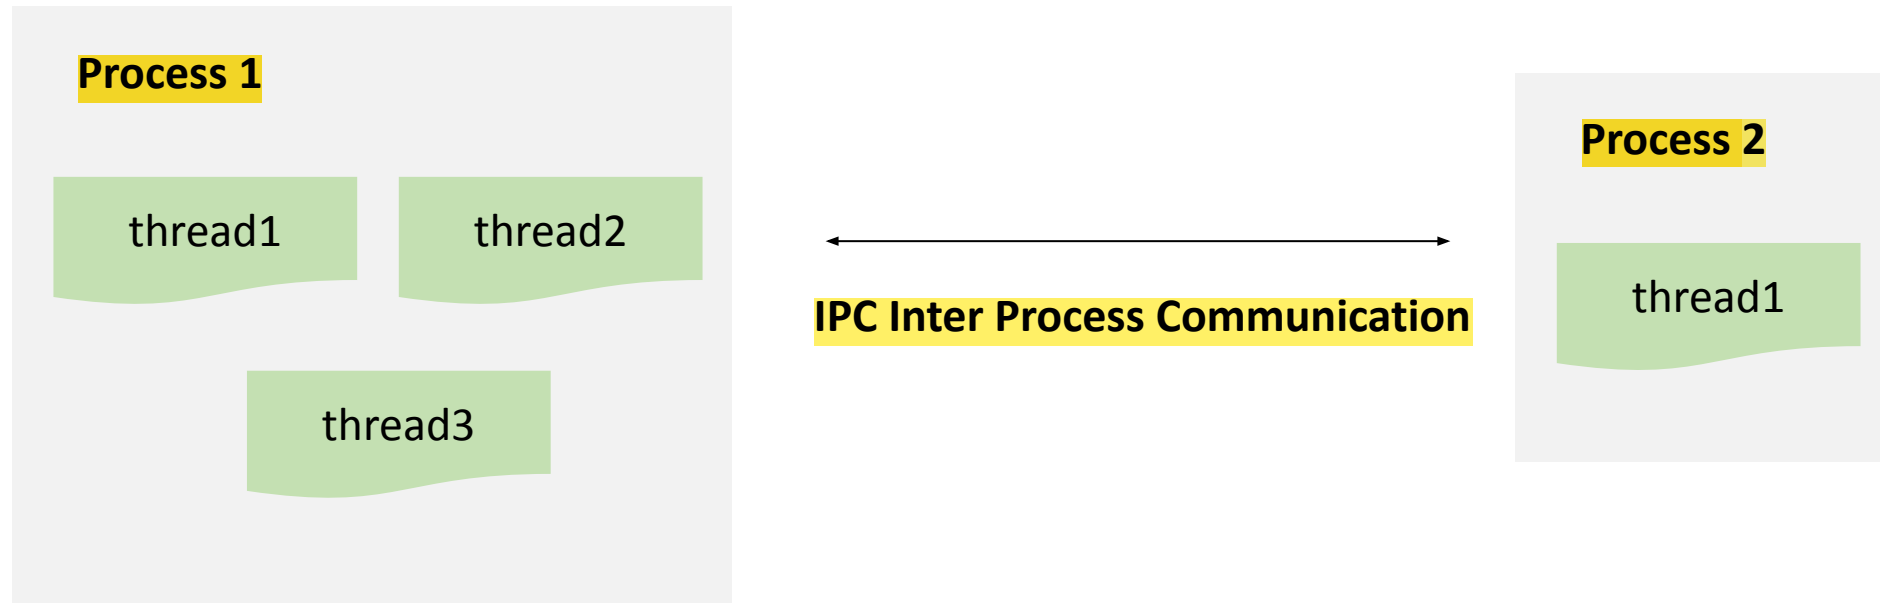 Process 1
thread1
thread2
thread3
IPC Inter Process Communication
Process 2
thread1